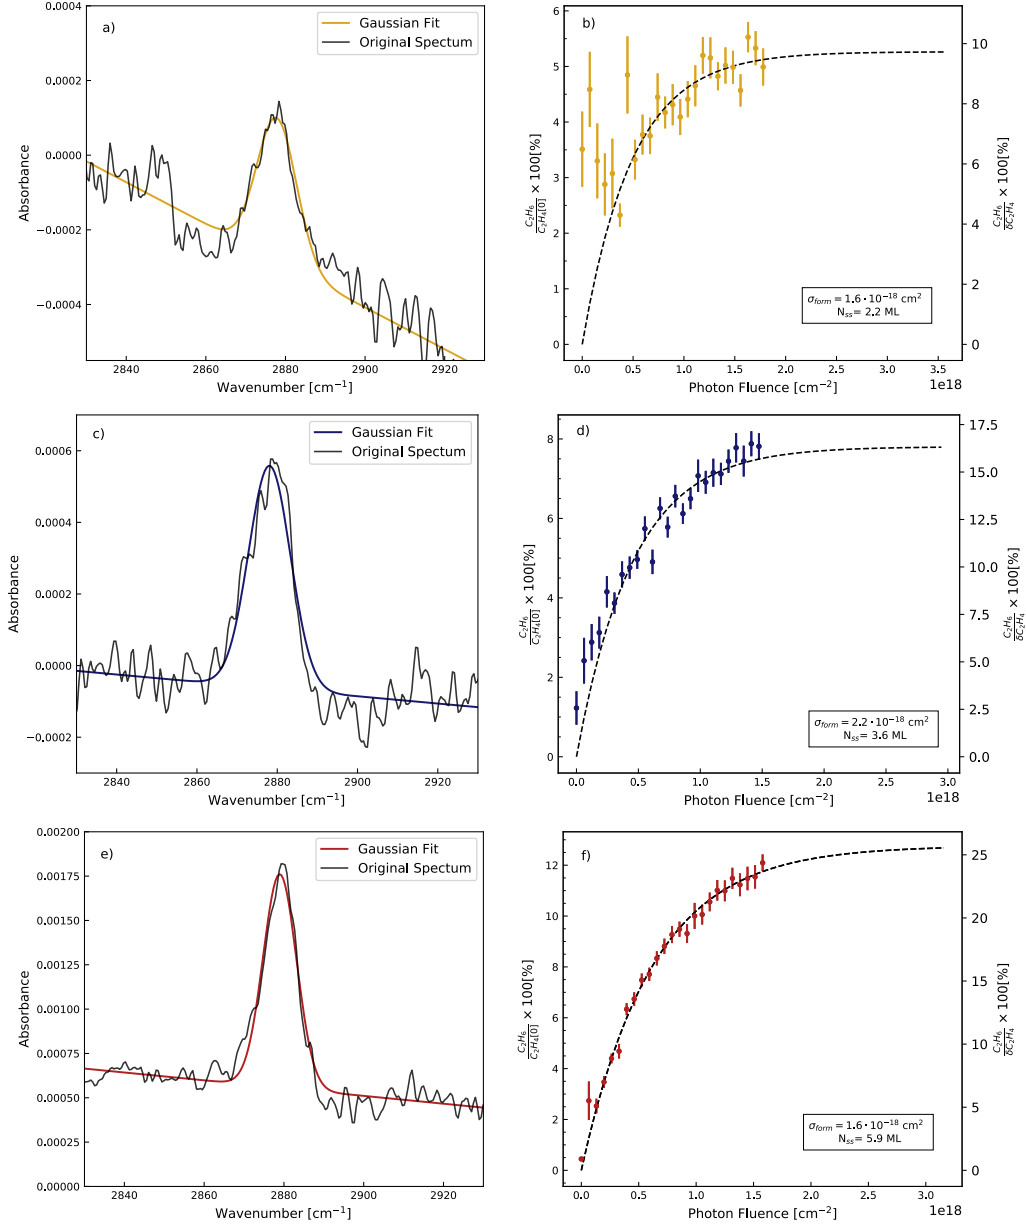 a)
Gaussian Fit
Original Spectrum
0.0004
0.0002
0.0000
−0.0002
−0.0004
Absorbance
2840 2860 2880 2900 2920
Wavenumber [cm⁻¹]
b)
6
5
4
3
2
1
0
C₂H₆ / C₂H₄[0] × 100[%]
10
8
6
4
2
0
C₂H₆ / δC₂H₄ × 100[%]
σ_form = 1.6 · 10⁻¹⁸ cm²
N_ss= 2.2 ML
0.0 0.5 1.0 1.5 2.0 2.5 3.0 3.5
1e18
Photon Fluence [cm⁻²]
c)
Gaussian Fit
Original Spectrum
0.0006
0.0004
0.0002
0.0000
−0.0002
Absorbance
2840 2860 2880 2900 2920
Wavenumber [cm⁻¹]
d)
8
6
4
2
0
C₂H₆ / C₂H₄[0] × 100[%]
17.5
15.0
12.5
10.0
7.5
5.0
2.5
0.0
C₂H₆ / δC₂H₄ × 100[%]
σ_form = 2.2 · 10⁻¹⁸ cm²
N_ss= 3.6 ML
0.0 0.5 1.0 1.5 2.0 2.5 3.0
1e18
Photon Fluence [cm⁻²]
e)
Gaussian Fit
Original Spectrum
0.00200
0.00175
0.00150
0.00125
0.00100
0.00075
0.00050
0.00025
0.00000
Absorbance
2840 2860 2880 2900 2920
Wavenumber [cm⁻¹]
f)
12
10
8
6
4
2
0
C₂H₆ / C₂H₄[0] × 100[%]
25
20
15
10
5
0
C₂H₆ / δC₂H₄ × 100[%]
σ_form = 1.6 · 10⁻¹⁸ cm²
N_ss= 5.9 ML
0.0 0.5 1.0 1.5 2.0 2.5 3.0
1e18
Photon Fluence [cm⁻²]